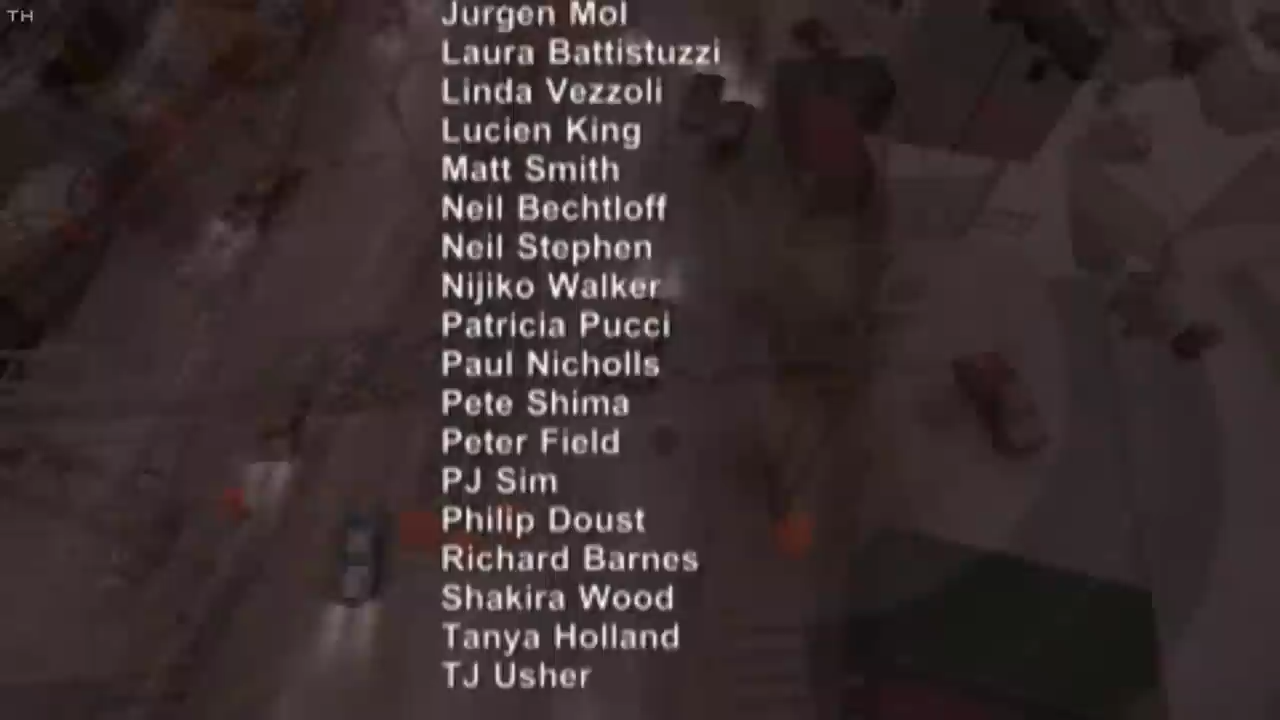 TH
Jurgen Mol
Laura Battistuzzi
Linda Vezzoli
Lucien King
Matt Smith
Neil Bechtloff
Neil Stephen
Nijiko Walker
Patricia Pucci
Paul Nicholls
Pete Shima
Peter Field
PJ Sim
Philip Doust
Richard Barnes
Shakira Wood
Tanya Holland
TJ Usher